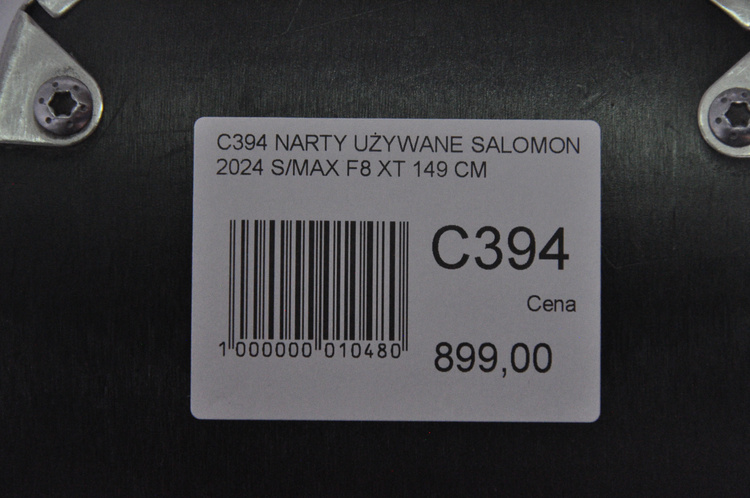 C394 NARTY UŻYWANE SALOMON
2024 S/MAX F8 XT 149 CM
C394
Cena
1 000000 010480
899,00